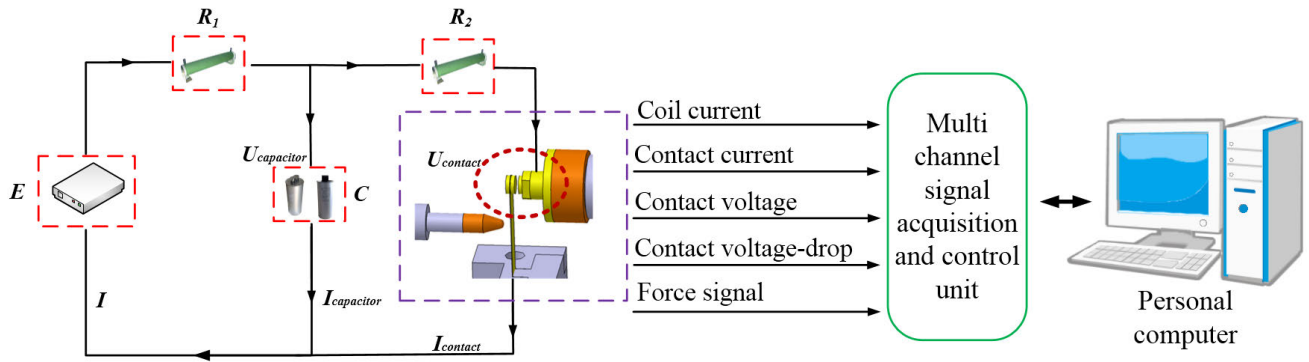 R1
R2
E
Ucapacitor
C
Ucontact
I
Icapacitor
Icontact
Coil current
Contact current
Contact voltage
Contact voltage-drop
Force signal
Multi
channel
signal
acquisition
and control
unit
Personal
computer